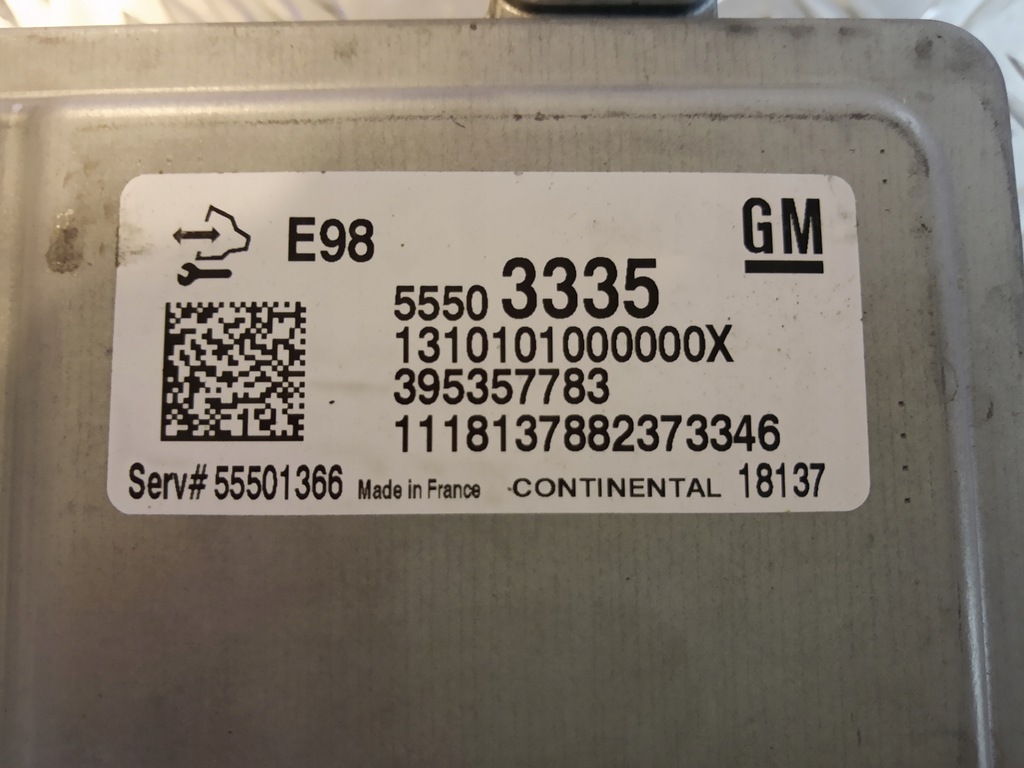 E98
GM
5550 3335
1310101000000X
395357783
1118137882373346
Serv# 55501366 Made in France CONTINENTAL 18137